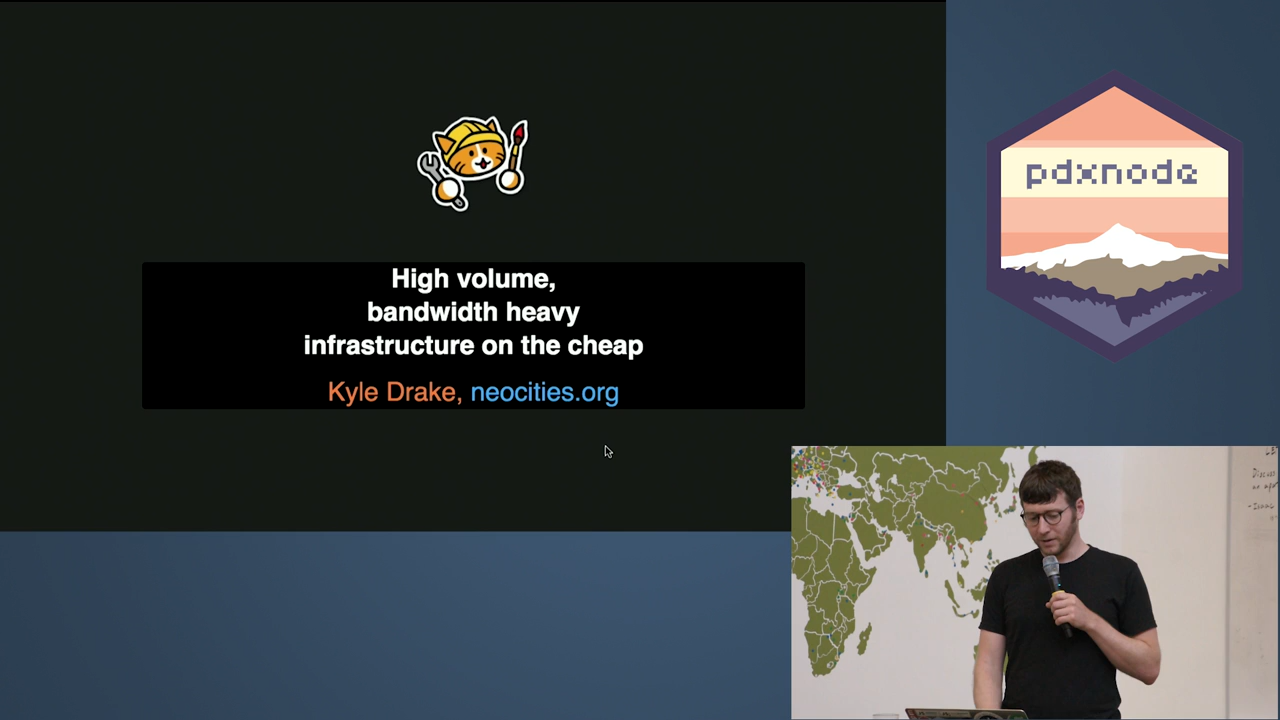 High volume,
bandwidth heavy
infrastructure on the cheap
Kyle Drake, neocities.org
pdxnode